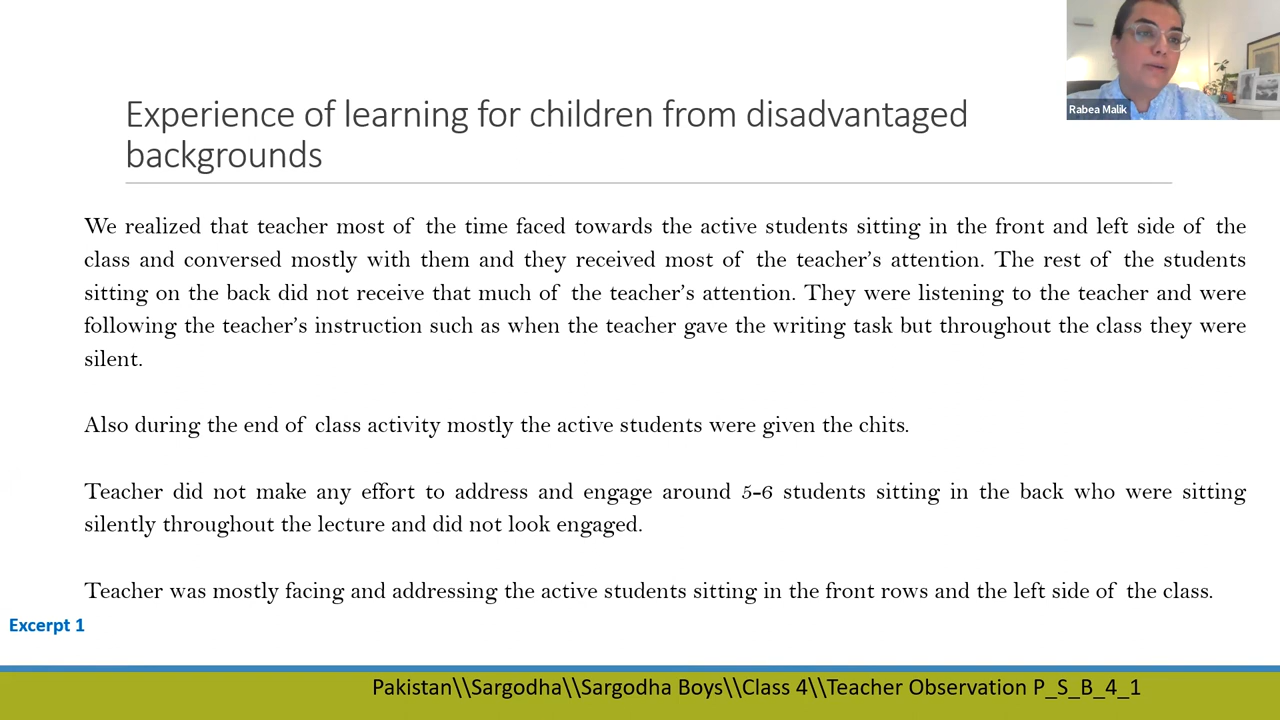 Rabea Malik
Experience of learning for children from disadvantaged
backgrounds
We realized that teacher most of the time faced towards the active students sitting in the front and left side of the
class and conversed mostly with them and they received most of the teacher's attention. The rest of the students
sitting on the back did not receive that much of the teacher's attention. They were listening to the teacher and were
following the teacher's instruction such as when the teacher gave the writing task but throughout the class they were
silent.
Also during the end of class activity mostly the active students were given the chits.
Teacher did not make any effort to address and engage around 5-6 students sitting in the back who were sitting
silently throughout the lecture and did not look engaged.
Teacher was mostly facing and addressing the active students sitting in the front rows and the left side of the class.
Excerpt 1
Pakistan\\Sargodha\\Sargodha Boys\\Class 4\\Teacher Observation P_S_B_4_1